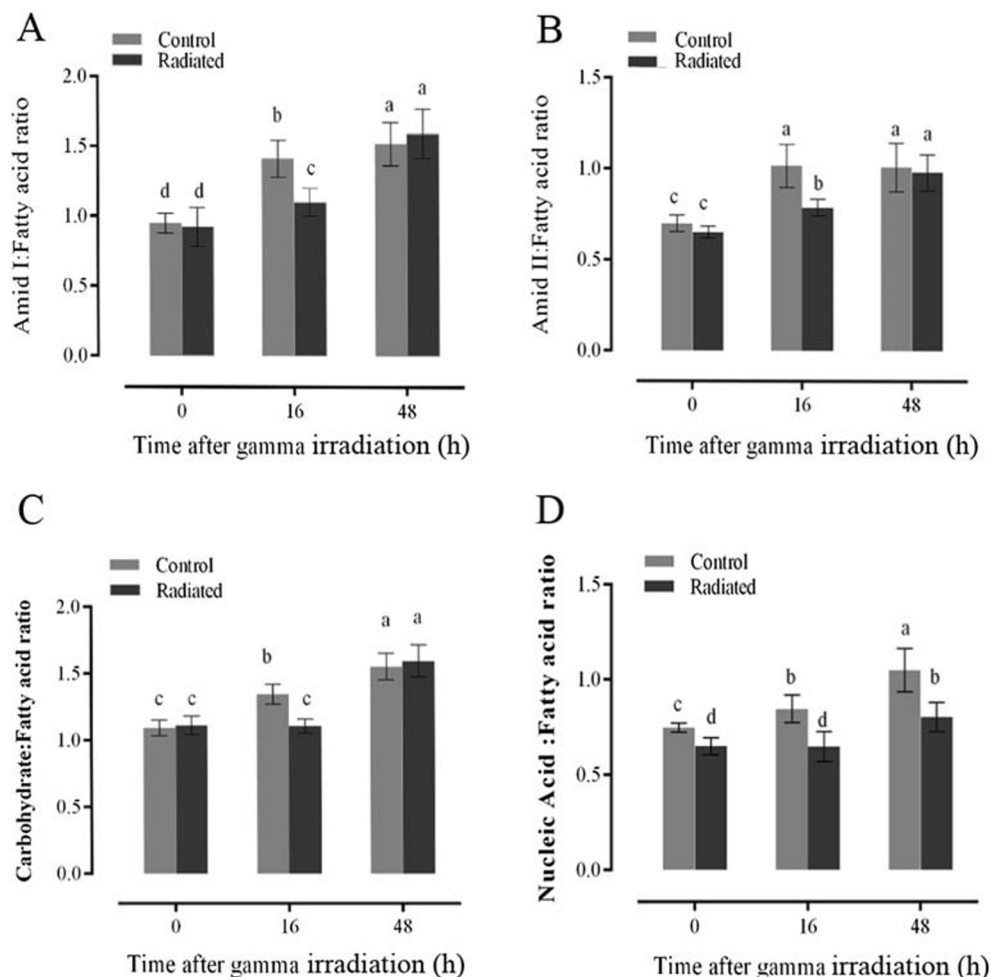 A
Control
Radiated
Amid I:Fatty acid ratio
2.0
1.5
1.0
0.5
0.0
d d b c a a
0 16 48
Time after gamma irradiation (h)
B
Control
Radiated
Amid II:Fatty acid ratio
1.5
1.0
0.5
0.0
c c a b a a
0 16 48
Time after gamma irradiation (h)
C
Control
Radiated
Carbohydrate:Fatty acid ratio
2.0
1.5
1.0
0.5
0.0
c c b c a a
0 16 48
Time after gamma irradiation (h)
D
Control
Radiated
Nucleic Acid :Fatty acid ratio
1.5
1.0
0.5
0.0
c d b d a b
0 16 48
Time after gamma irradiation (h)